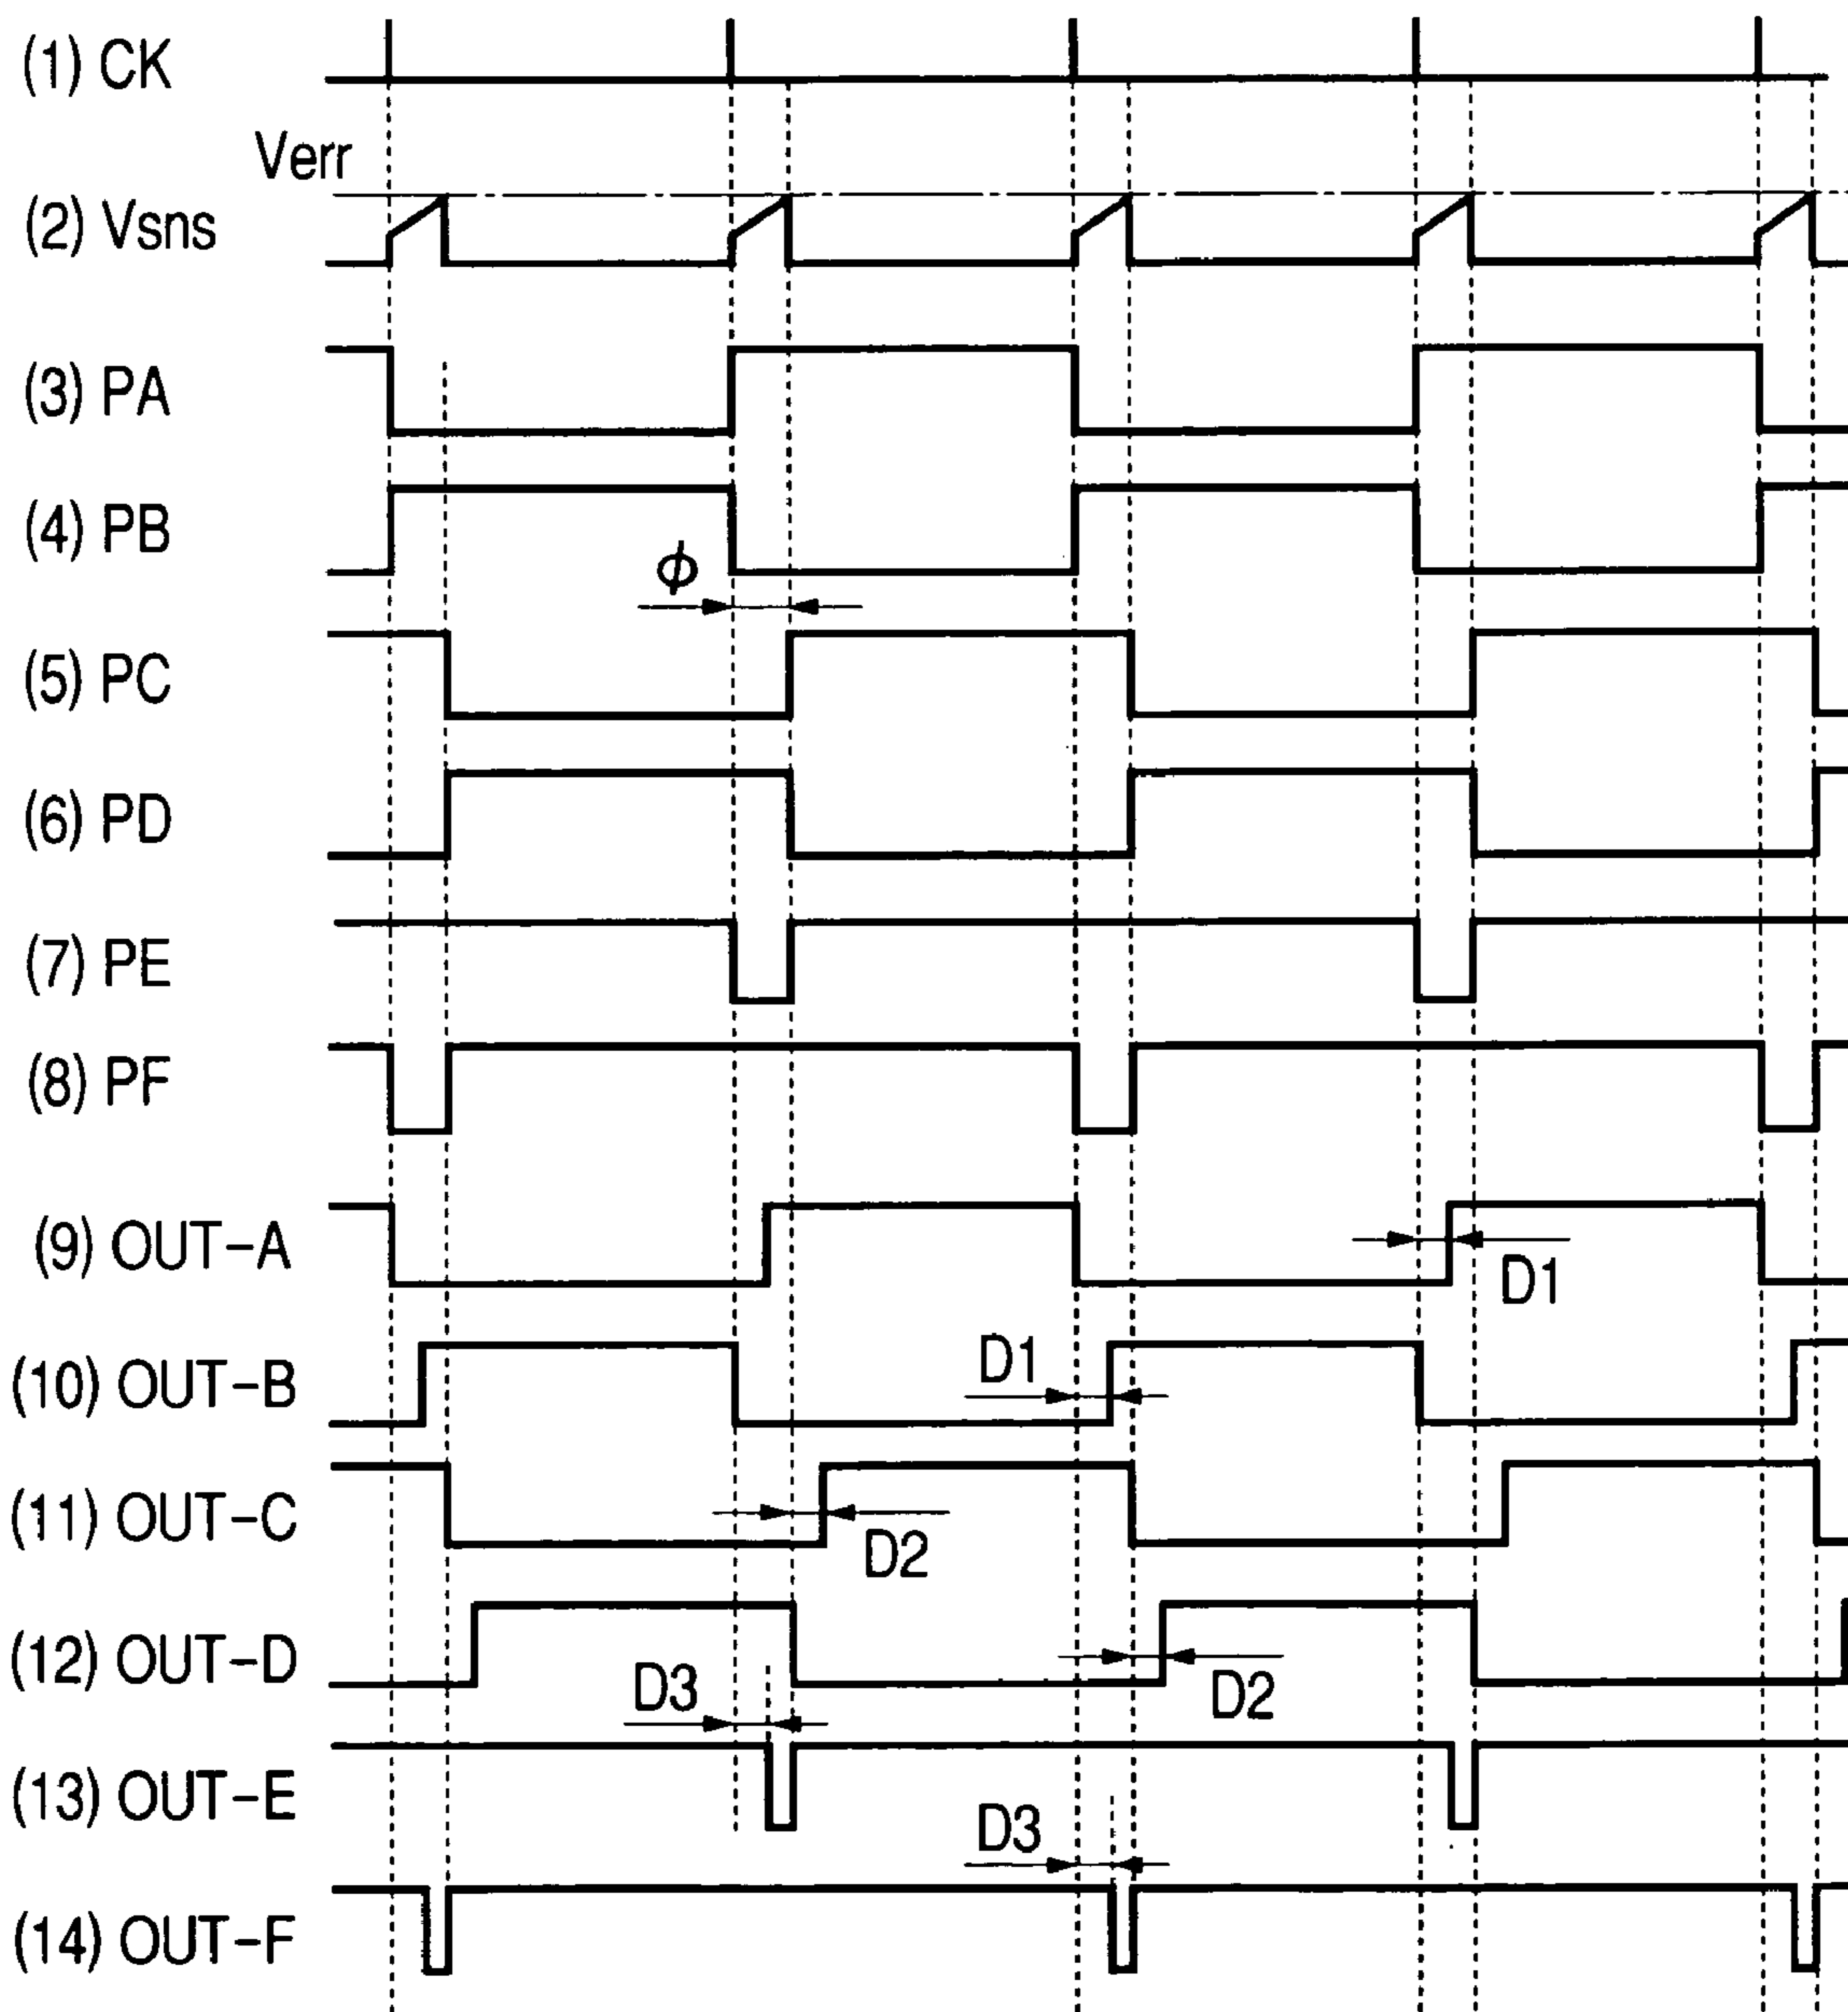 (1) CK
Verr
(2) Vsns
(3) PA
(4) PB
ϕ
(5) PC
(6) PD
(7) PE
(8) PF
(9) OUT-A
D1
(10) OUT-B
D1
(11) OUT-C
D2
(12) OUT-D
D3
D2
(13) OUT-E
D3
(14) OUT-F